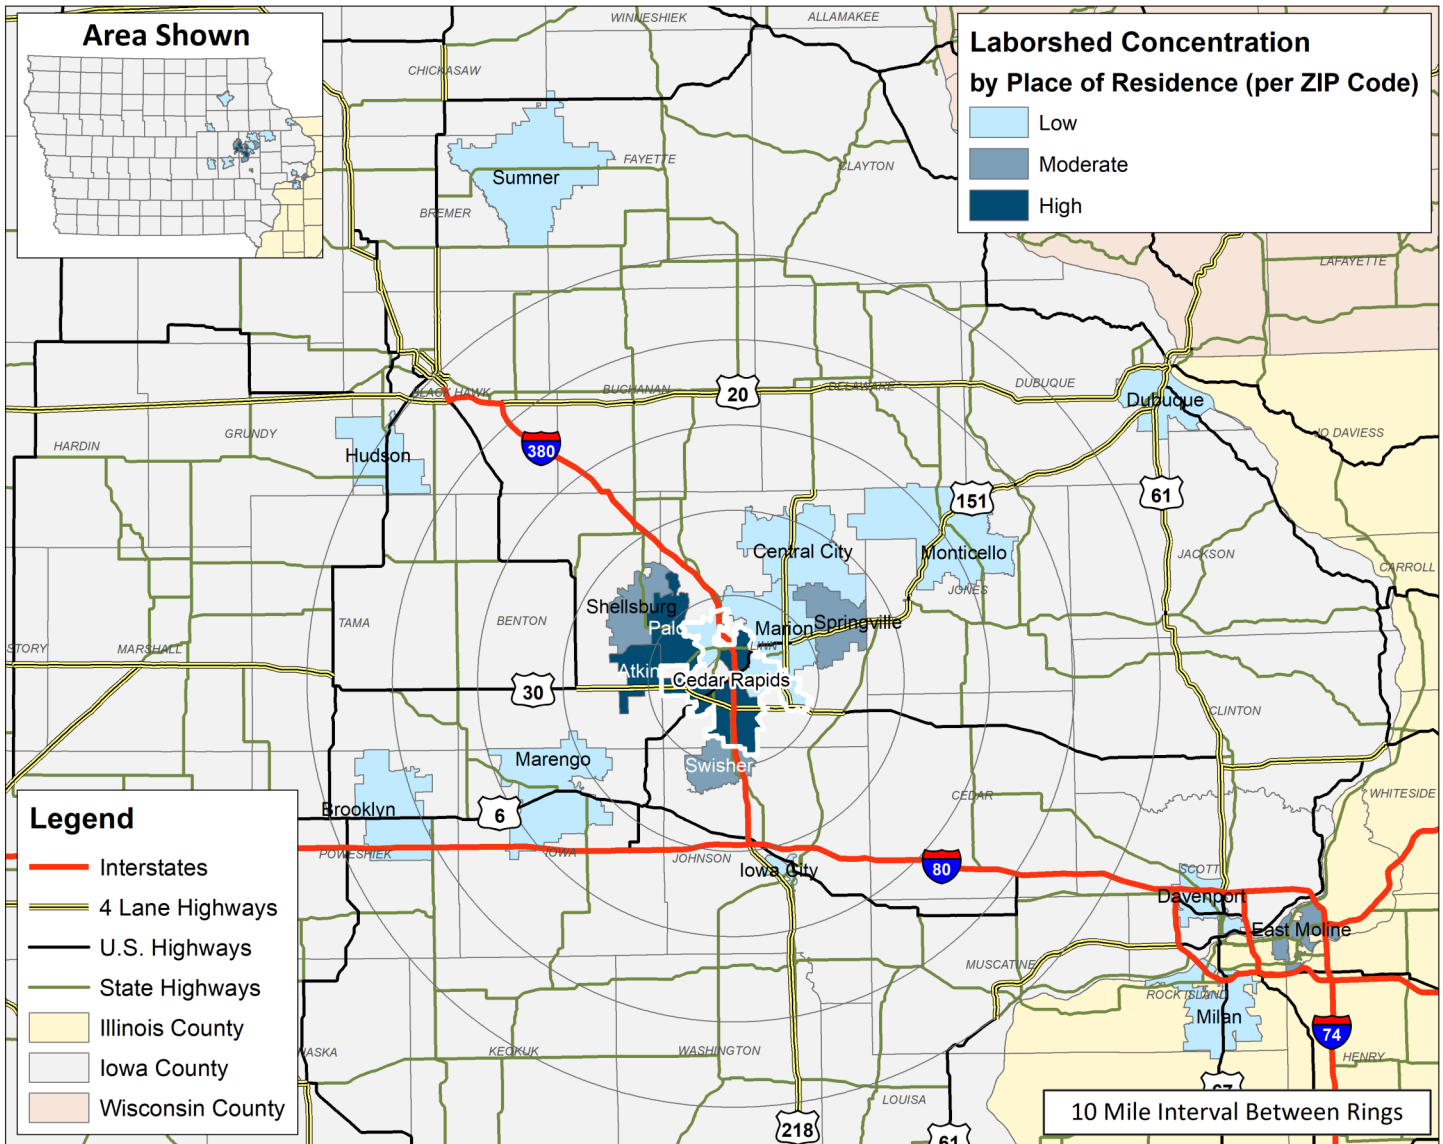 Area Shown
Laborshed Concentration
by Place of Residence (per ZIP Code)
Low
Moderate
High
WINNESHIEK
ALLAMAKEE
CHICKASAW
FAYETTE
CLAYTON
Sumner
BREMER
LAFAYETTE
BLACK HAWK
BUCHANAN
20
DELAWARE
DUBUQUE
Dubuque
HARDIN
GRUNDY
Hudson
380
JO DAVIESS
151
61
Central City
Monticello
JACKSON
CARROLL
JONES
Shellsburg
TAMA
BENTON
Marion
Springville
LINN
STORY
MARSHALL
Cedar Rapids
30
CLINTON
Marengo
Swisher
Brooklyn
6
CEDAR
WHITESIDE
POWESHIEK
IOWA
JOHNSON
Iowa City
80
SCOTT
Davenport
East Moline
MUSCATINE
ROCK ISLAND
Milan
KEOKUK
WASHINGTON
74
HENRY
LOUISA
218
61
Legend
Interstates
4 Lane Highways
U.S. Highways
State Highways
Illinois County
Iowa County
Wisconsin County
10 Mile Interval Between Rings